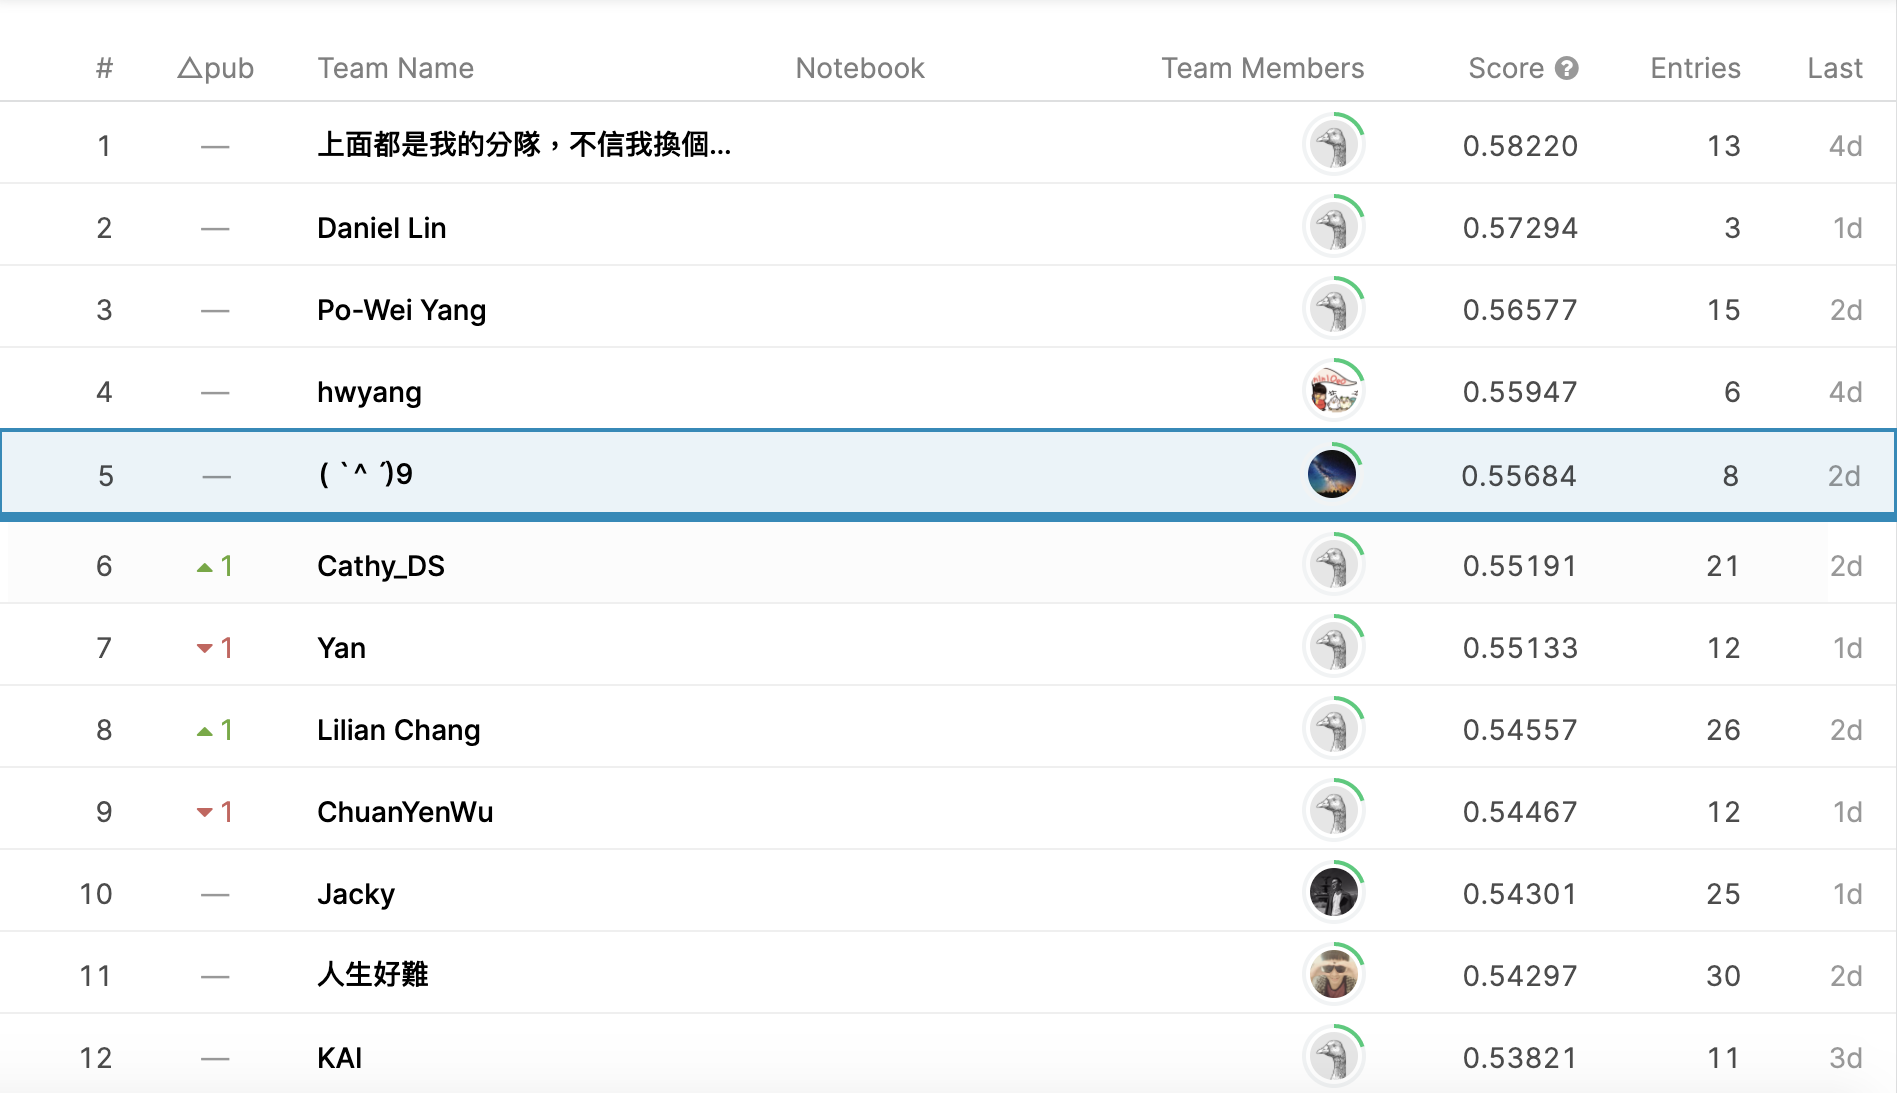 # △pub Team Name Notebook Team Members Score ? Entries Last
1 — 上面都是我的分隊，不信我換個... 0.58220 13 4d
2 — Daniel Lin 0.57294 3 1d
3 — Po-Wei Yang 0.56577 15 2d
4 — hwyang 0.55947 6 4d
5 — ( `^ ´)9 0.55684 8 2d
6 ▲1 Cathy_DS 0.55191 21 2d
7 ▼1 Yan 0.55133 12 1d
8 ▲1 Lilian Chang 0.54557 26 2d
9 ▼1 ChuanYenWu 0.54467 12 1d
10 — Jacky 0.54301 25 1d
11 — 人生好難 0.54297 30 2d
12 — KAI 0.53821 11 3d